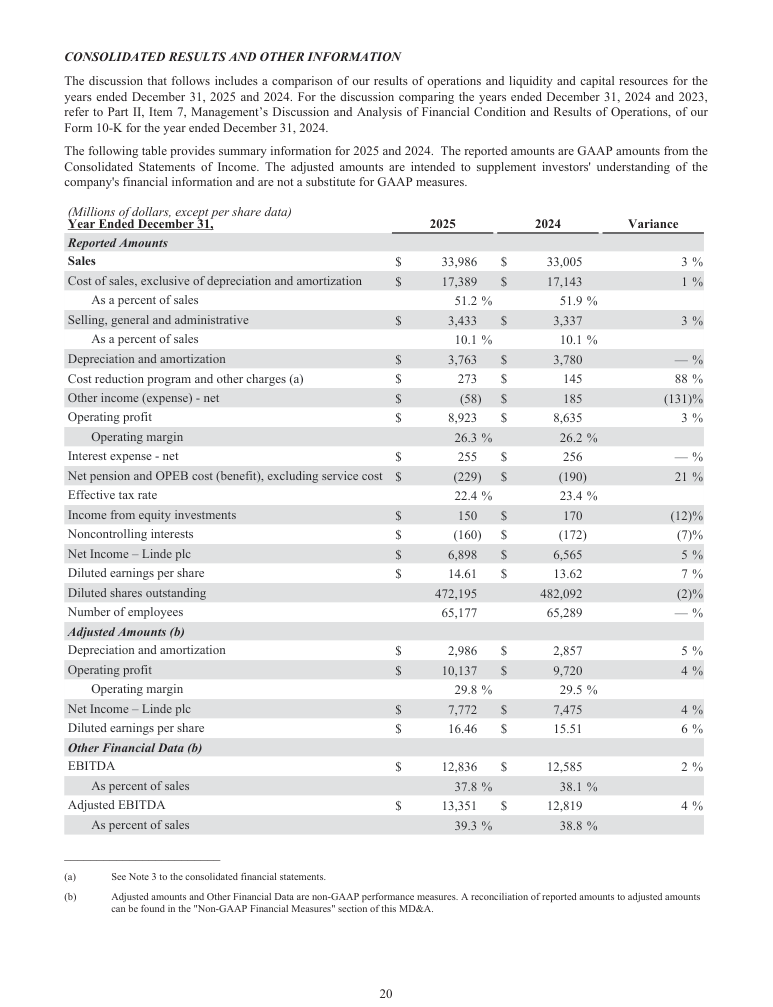 CONSOLIDATED RESULTS AND OTHER INFORMATION
The discussion that follows includes a comparison of our results of operations and liquidity and capital resources for the
years ended December 31, 2025 and 2024. For the discussion comparing the years ended December 31, 2024 and 2023,
refer to Part II, Item 7, Management's Discussion and Analysis of Financial Condition and Results of Operations, of our
Form 10-K for the year ended December 31, 2024.
The following table provides summary information for 2025 and 2024. The reported amounts are GAAP amounts from the
Consolidated Statements of Income. The adjusted amounts are intended to supplement investors' understanding of the
company's financial information and are not a substitute for GAAP measures.
(Millions of dollars, except per share data)
Year Ended December 31, 2025 2024 Variance
Reported Amounts
Sales $ 33,986 $ 33,005 3 %
Cost of sales, exclusive of depreciation and amortization $ 17,389 $ 17,143 1 %
As a percent of sales 51.2 % 51.9 %
Selling, general and administrative $ 3,433 $ 3,337 3 %
As a percent of sales 10.1 % 10.1 %
Depreciation and amortization $ 3,763 $ 3,780 — %
Cost reduction program and other charges (a) $ 273 $ 145 88 %
Other income (expense) - net $ (58) $ 185 (131)%
Operating profit $ 8,923 $ 8,635 3 %
Operating margin 26.3 % 26.2 %
Interest expense - net $ 255 $ 256 — %
Net pension and OPEB cost (benefit), excluding service cost $ (229) $ (190) 21 %
Effective tax rate 22.4 % 23.4 %
Income from equity investments $ 150 $ 170 (12)%
Noncontrolling interests $ (160) $ (172) (7)%
Net Income – Linde plc $ 6,898 $ 6,565 5 %
Diluted earnings per share $ 14.61 $ 13.62 7 %
Diluted shares outstanding 472,195 482,092 (2)%
Number of employees 65,177 65,289 — %
Adjusted Amounts (b)
Depreciation and amortization $ 2,986 $ 2,857 5 %
Operating profit $ 10,137 $ 9,720 4 %
Operating margin 29.8 % 29.5 %
Net Income – Linde plc $ 7,772 $ 7,475 4 %
Diluted earnings per share $ 16.46 $ 15.51 6 %
Other Financial Data (b)
EBITDA $ 12,836 $ 12,585 2 %
As percent of sales 37.8 % 38.1 %
Adjusted EBITDA $ 13,351 $ 12,819 4 %
As percent of sales 39.3 % 38.8 %
(a) See Note 3 to the consolidated financial statements.
(b) Adjusted amounts and Other Financial Data are non-GAAP performance measures. A reconciliation of reported amounts to adjusted amounts
can be found in the "Non-GAAP Financial Measures" section of this MD&A.
20